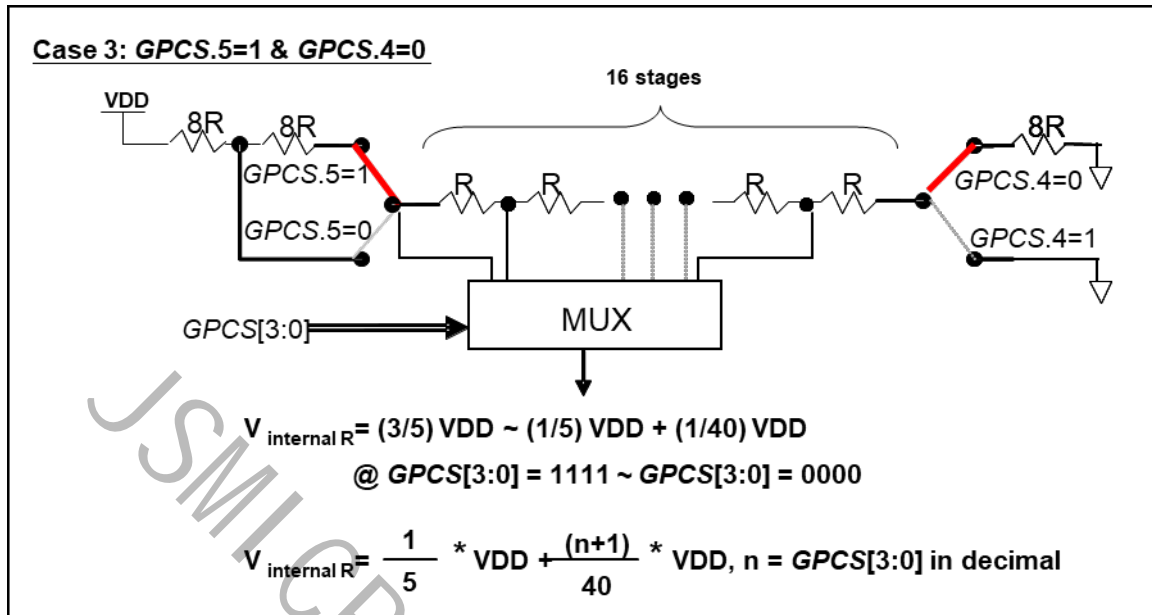 Case 3: GPCS.5=1 & GPCS.4=0
16 stages
VDD
8R 8R 8R
GPCS.5=1 R R R R GPCS.4=0
GPCS.5=0 GPCS.4=1
MUX
GPCS[3:0]
V internal R= (3/5) VDD ~ (1/5) VDD + (1/40) VDD
@ GPCS[3:0] = 1111 ~ GPCS[3:0] = 0000
V internal R= 1/5 * VDD + (n+1)/40 * VDD, n = GPCS[3:0] in decimal